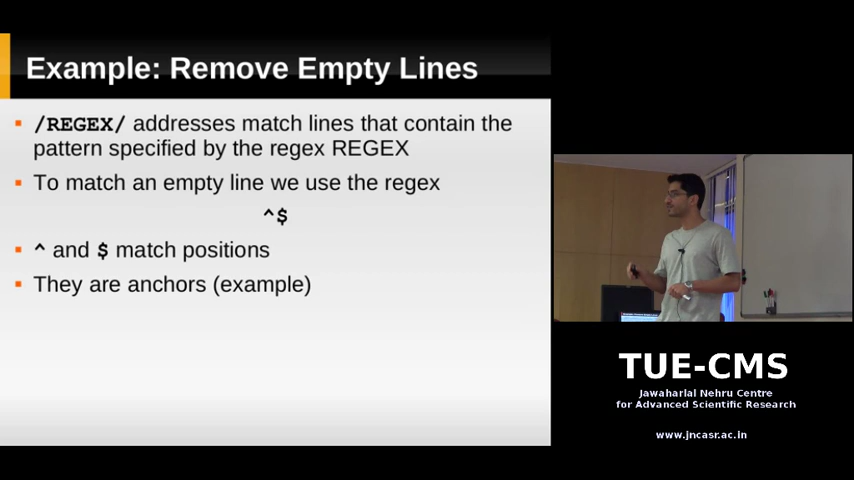 Example: Remove Empty Lines
/REGEX/ addresses match lines that contain the
pattern specified by the regex REGEX
To match an empty line we use the regex
^$
^ and $ match positions
They are anchors (example)
TUE-CMS
Jawaharlal Nehru Centre
for Advanced Scientific Research
www.jncasr.ac.in